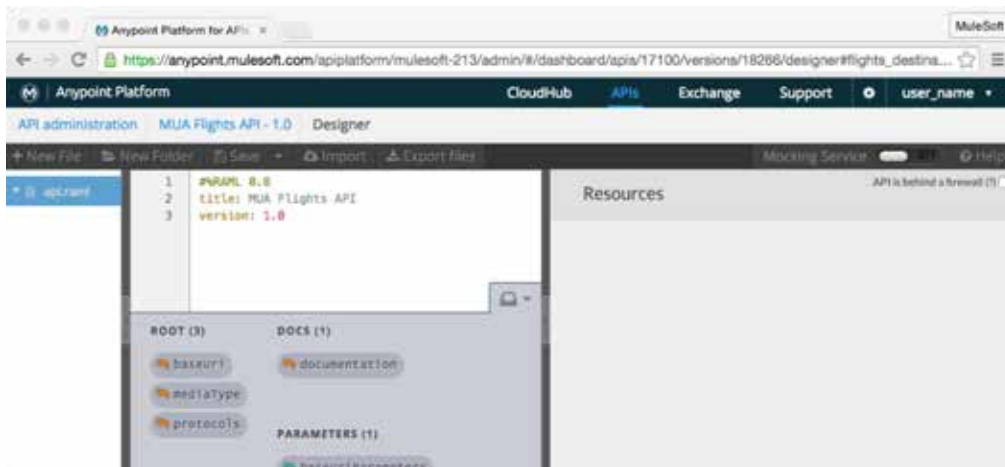 Anypoint Platform for APIs
MuleSoft
https://anypoint.mulesoft.com/apiplatform/mulesoft-213/admin/#/dashboard/apis/17100/versions/18266/designer#flights_destina...
Anypoint Platform CloudHub APIs Exchange Support user_name
API administration MUA Flights API - 1.0 Designer
+ New File New Folder Save Import Export files Mocking Service OFF Help
api.raml
1 #%RAML 0.8
2 title: MUA Flights API
3 version: 1.0
Resources
API is behind a firewall (?)
ROOT (3) DOCS (1)
baseUri documentation
mediaType
protocols
PARAMETERS (1)
baseUriParameters